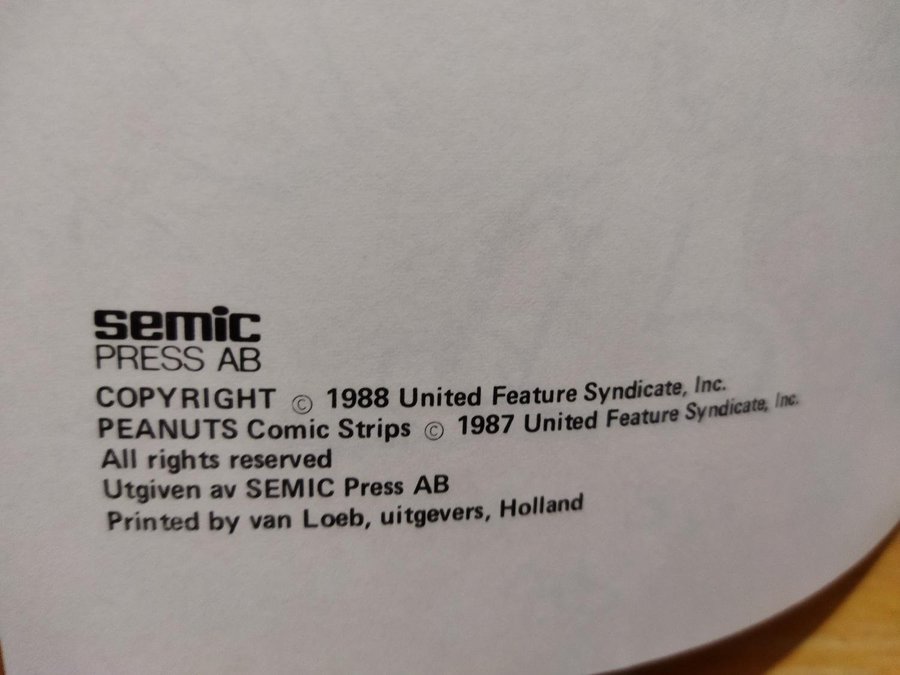 semic
PRESS AB
COPYRIGHT © 1988 United Feature Syndicate, Inc.
PEANUTS Comic Strips © 1987 United Feature Syndicate, Inc.
All rights reserved
Utgiven av SEMIC Press AB
Printed by van Loeb, uitgevers, Holland